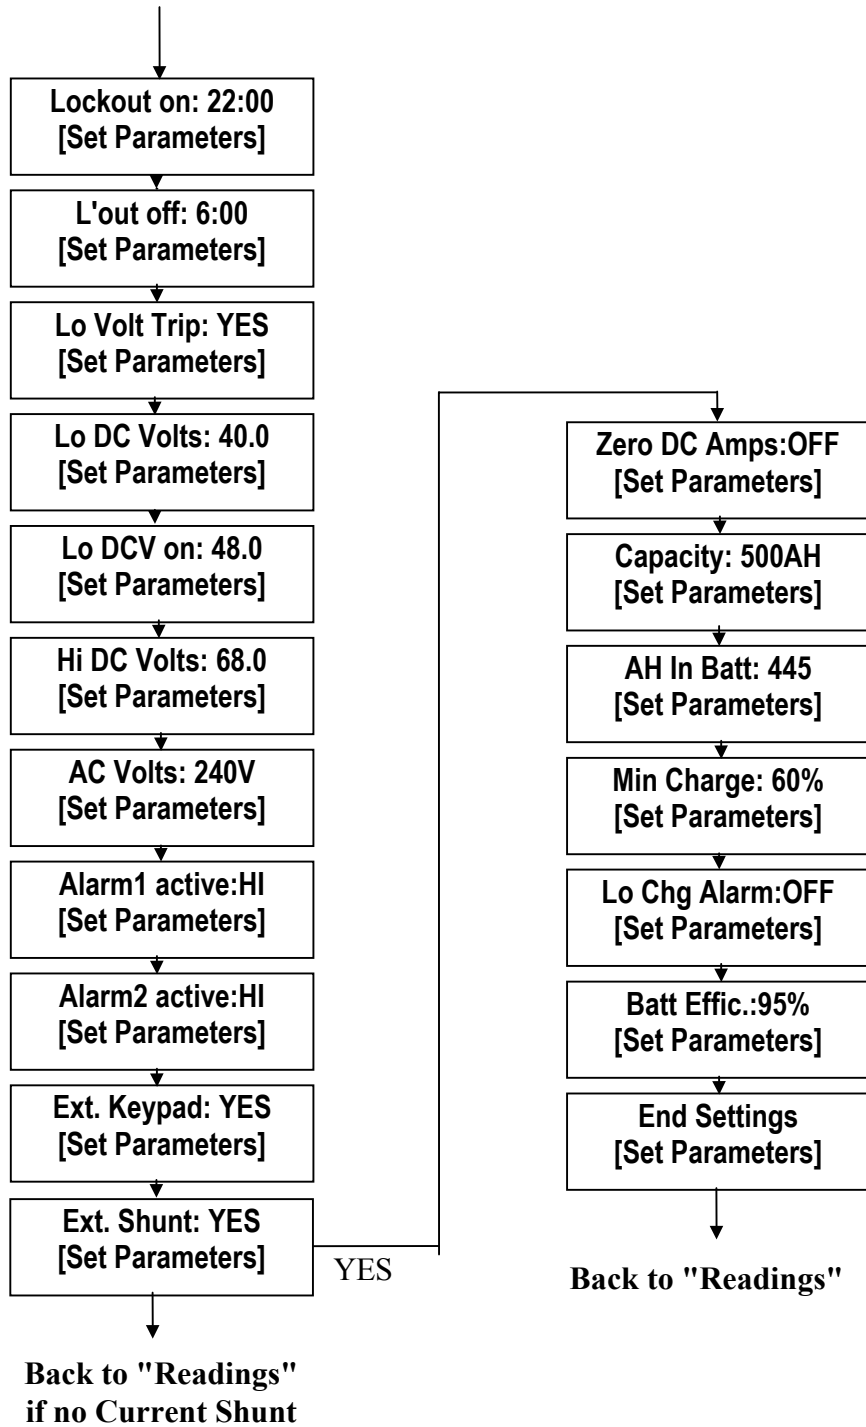 Lockout on: 22:00
[Set Parameters]
L'out off: 6:00
[Set Parameters]
Lo Volt Trip: YES
[Set Parameters]
Lo DC Volts: 40.0
[Set Parameters]
Lo DCV on: 48.0
[Set Parameters]
Hi DC Volts: 68.0
[Set Parameters]
AC Volts: 240V
[Set Parameters]
Alarm1 active:HI
[Set Parameters]
Alarm2 active:HI
[Set Parameters]
Ext. Keypad: YES
[Set Parameters]
Ext. Shunt: YES
[Set Parameters]
YES
Back to "Readings"
if no Current Shunt
Zero DC Amps:OFF
[Set Parameters]
Capacity: 500AH
[Set Parameters]
AH In Batt: 445
[Set Parameters]
Min Charge: 60%
[Set Parameters]
Lo Chg Alarm:OFF
[Set Parameters]
Batt Effic.:95%
[Set Parameters]
End Settings
[Set Parameters]
Back to "Readings"